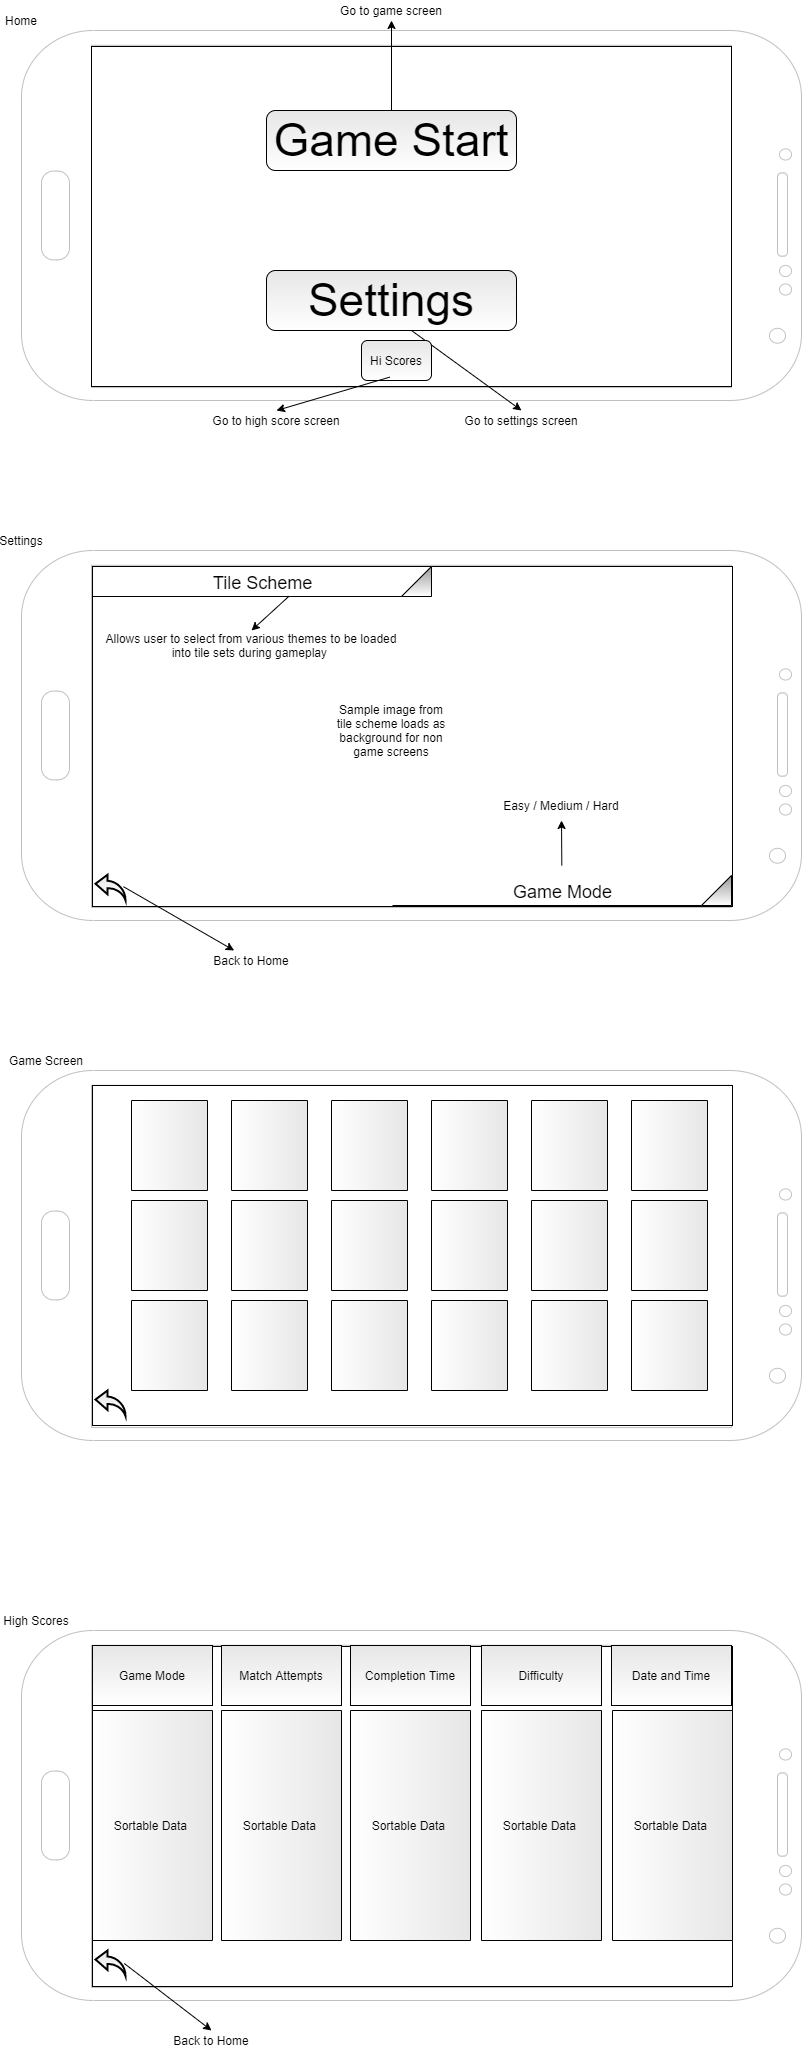 Go to game screen
Home
Game Start
Settings
Hi Scores
Go to high score screen
Go to settings screen
Settings
Tile Scheme
Allows user to select from various themes to be loaded
into tile sets during gameplay
Sample image from
tile scheme loads as
background for non
game screens
Easy / Medium / Hard
Game Mode
Back to Home
Game Screen
High Scores
Game Mode
Match Attempts
Completion Time
Difficulty
Date and Time
Sortable Data
Sortable Data
Sortable Data
Sortable Data
Sortable Data
Back to Home